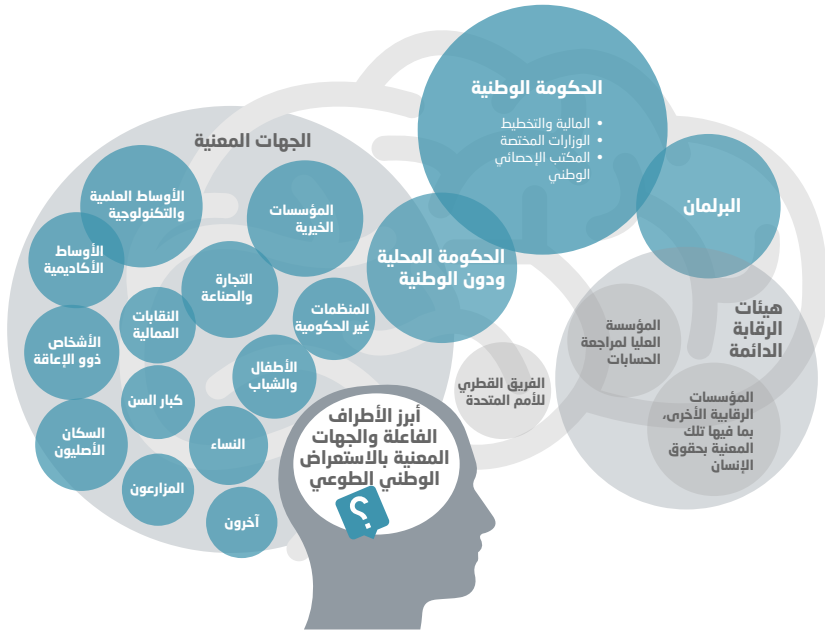 الحكومة الوطنية
• المالية والتخطيط
• الوزارات المختصة
• المكتب الإحصائي
الوطني
البرلمان
الحكومة المحلية
ودون الوطنية
هيئات
الرقابة
الدائمة
المؤسسة
العليا لمراجعة
الحسابات
المؤسسات
الرقابية الأخرى،
بما فيها تلك
المعنية بحقوق
الإنسان
الفريق القطري
للأمم المتحدة
الجهات المعنية
المؤسسات
الخيرية
الأوساط العلمية
والتكنولوجية
الأوساط
الأكاديمية
التجارة
والصناعة
المنظمات
غير الحكومية
النقابات
العمالية
الأشخاص
ذوو الإعاقة
الأطفال
والشباب
كبار السن
السكان
الأصليون
النساء
المزارعون
آخرون
أبرز الأطراف
الفاعلة والجهات
المعنية بالاستعراض
الوطني الطوعي
؟